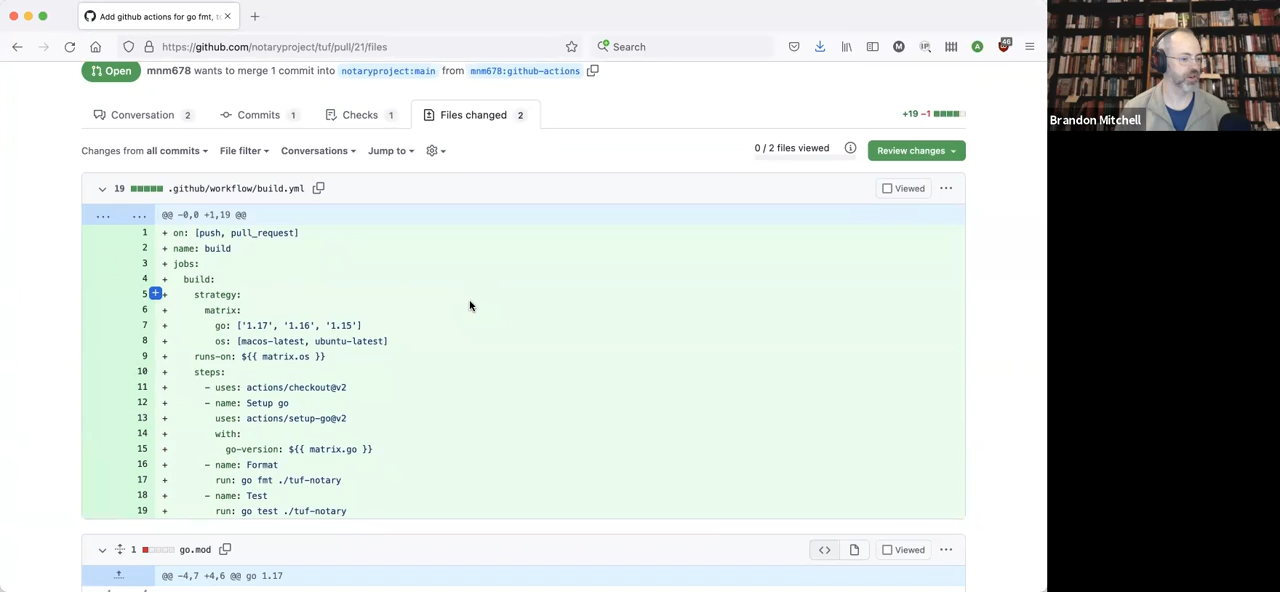 Add github actions for go fmt, t
https://github.com/notaryproject/tuf/pull/21/files
Search
46
Open
mnm678 wants to merge 1 commit into notaryproject:main from mnm678:github-actions
Conversation 2
Commits 1
Checks 1
Files changed 2
+19 −1
Changes from all commits
File filter
Conversations
Jump to
0 / 2 files viewed
Review changes
19 .github/workflow/build.yml
Viewed
@@ -0,0 +1,19 @@
1 + on: [push, pull_request]
2 + name: build
3 + jobs:
4 + build:
5 + strategy:
6 + matrix:
7 + go: ['1.17', '1.16', '1.15']
8 + os: [macos-latest, ubuntu-latest]
9 + runs-on: ${{ matrix.os }}
10 + steps:
11 + - uses: actions/checkout@v2
12 + - name: Setup go
13 + uses: actions/setup-go@v2
14 + with:
15 + go-version: ${{ matrix.go }}
16 + - name: Format
17 + run: go fmt ./tuf-notary
18 + - name: Test
19 + run: go test ./tuf-notary
1 go.mod
Viewed
@@ -4,7 +4,6 @@ go 1.17
Brandon Mitchell